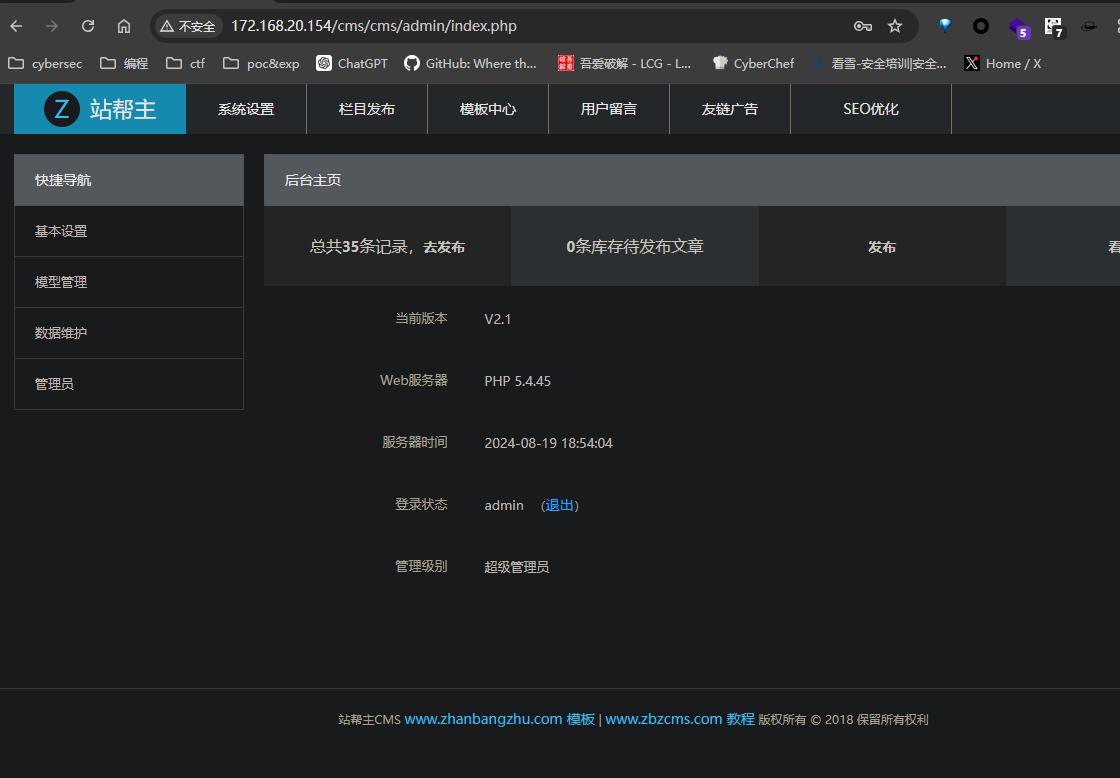 不安全 172.168.20.154/cms/cms/admin/index.php 5 7
cybersec 编程 ctf poc&exp ChatGPT GitHub: Where th... 吾爱破解 - LCG - L... CyberChef 看雪-安全培训|安全... Home / X
Z 站帮主 系统设置 栏目发布 模板中心 用户留言 友链广告 SEO优化
快捷导航
基本设置
模型管理
数据维护
管理员
后台主页
总共35条记录，去发布 0条库存待发布文章 发布 看
当前版本 V2.1
Web服务器 PHP 5.4.45
服务器时间 2024-08-19 18:54:04
登录状态 admin （退出）
管理级别 超级管理员
站帮主CMS www.zhanbangzhu.com 模板 | www.zbzcms.com 教程 版权所有 © 2018 保留所有权利